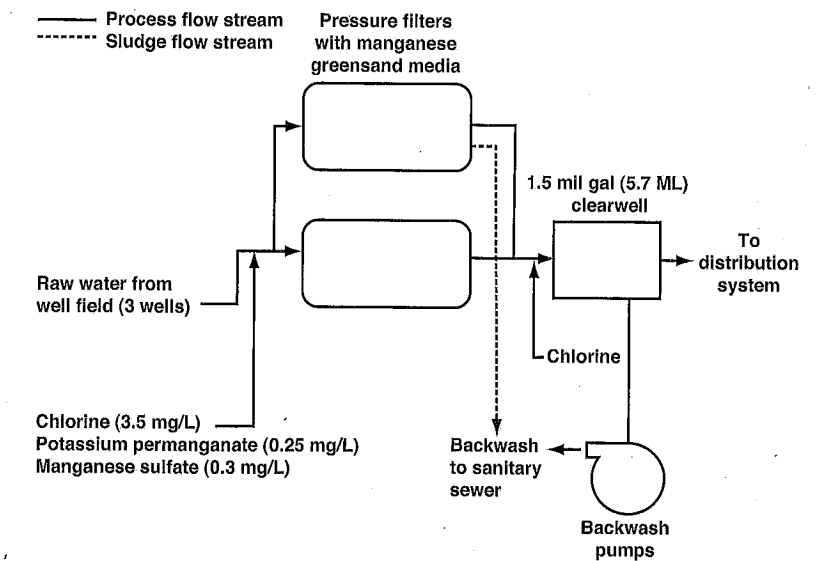 Process flow stream
Sludge flow stream
Pressure filters
with manganese
greensand media
1.5 mil gal (5.7 ML)
clearwell
To
distribution
system
Raw water from
well field (3 wells)
Chlorine
Chlorine (3.5 mg/L)
Potassium permanganate (0.25 mg/L)
Manganese sulfate (0.3 mg/L)
Backwash
to sanitary
sewer
Backwash
pumps